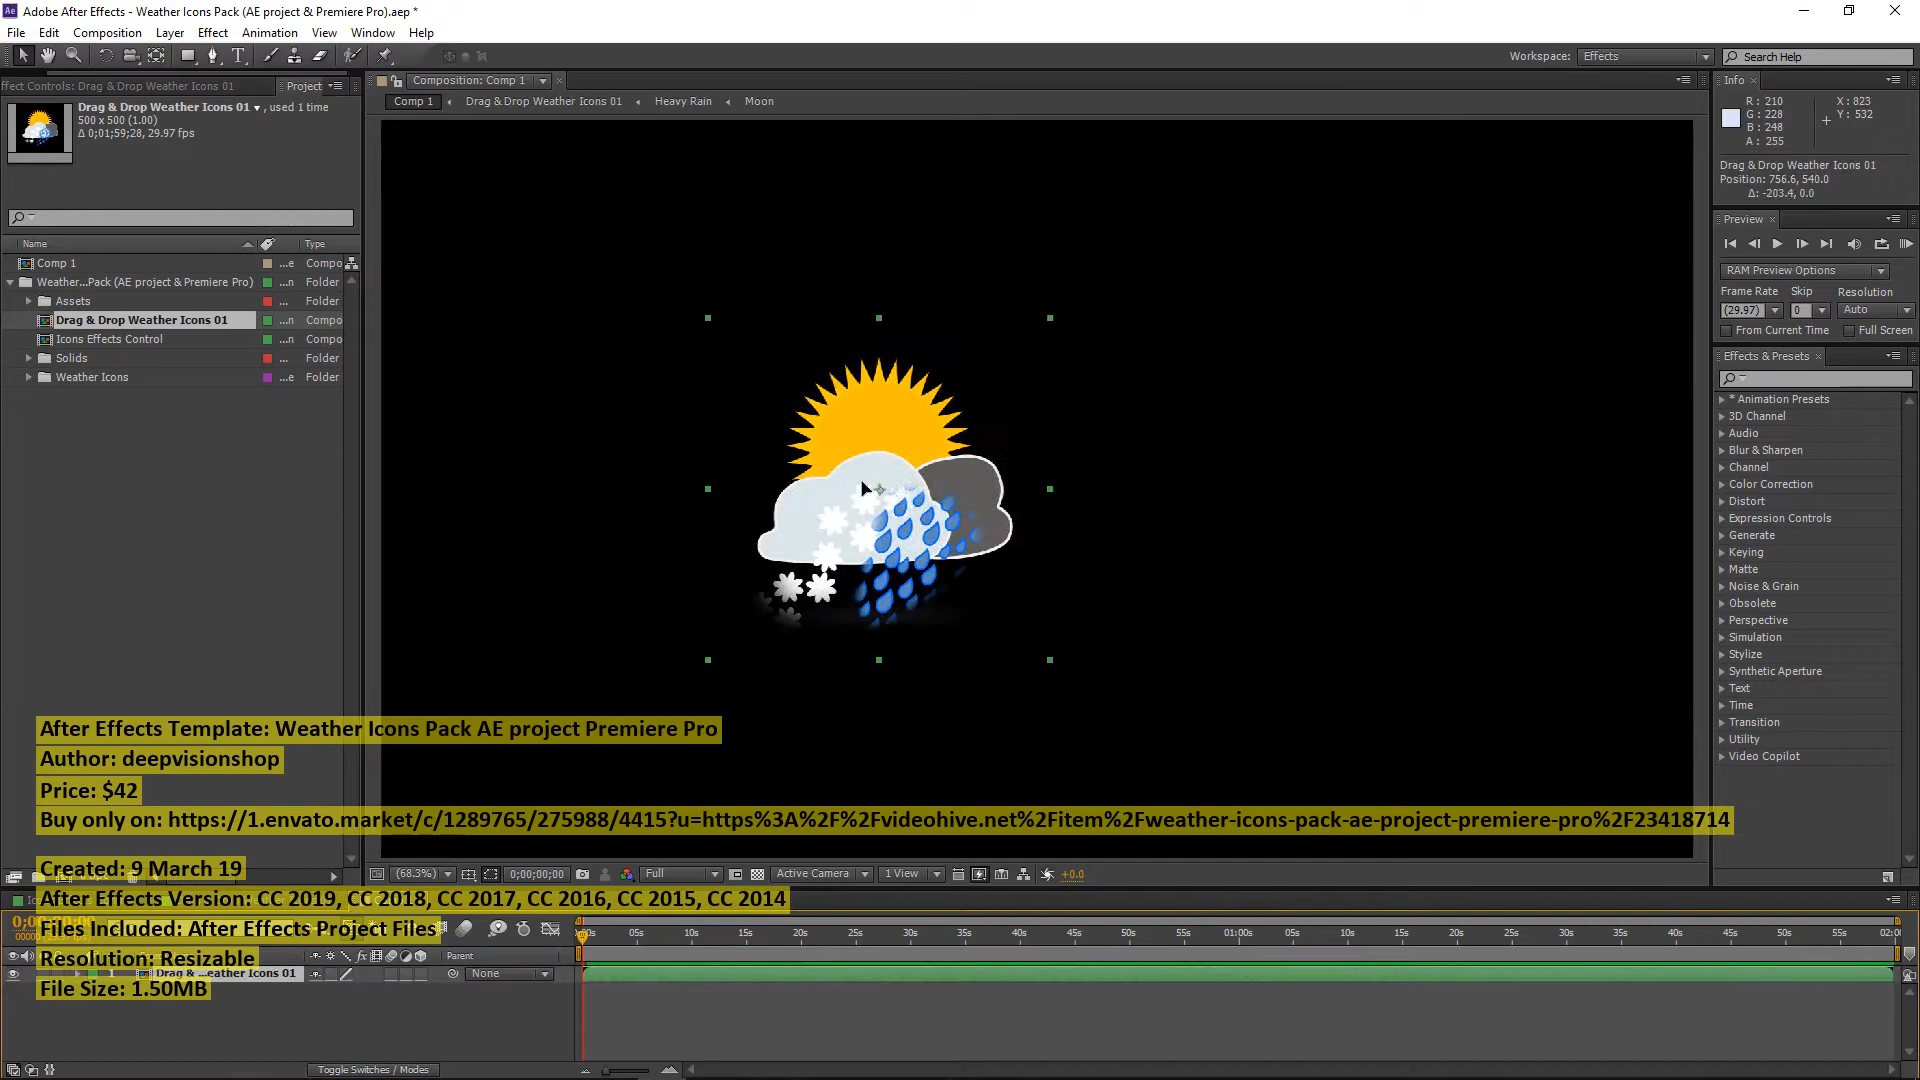 Adobe After Effects - Weather Icons Pack (AE project & Premiere Pro).aep *
File Edit Composition Layer Effect Animation View Window Help
Workspace: Effects
Search Help
ffect Controls: Drag & Drop Weather Icons 01
Project
Drag & Drop Weather Icons 01 , used 1 time
500 x 500 (1.00)
Δ 0;01;59;28, 29.97 fps
Name Type
Comp 1 ...e Compo
Weather...Pack (AE project & Premiere Pro) ...n Folder
Assets ... Folder
Drag & Drop Weather Icons 01 ...n Compo
Icons Effects Control ...n Compo
Solids ... Folder
Weather Icons ...e Folder
Composition: Comp 1
Comp 1 Drag & Drop Weather Icons 01 Heavy Rain Moon
Info
R: 210
G: 228
B: 248
A: 255
X: 823
Y: 532
Drag & Drop Weather Icons 01
Position: 756.6, 540.0
Δ: -203.4, 0.0
Preview
RAM Preview Options
Frame Rate Skip Resolution
(29.97) 0 Auto
From Current Time Full Screen
Effects & Presets
* Animation Presets
3D Channel
Audio
Blur & Sharpen
Channel
Color Correction
Distort
Expression Controls
Generate
Keying
Matte
Noise & Grain
Obsolete
Perspective
Simulation
Stylize
Synthetic Aperture
Text
Time
Transition
Utility
Video Copilot
After Effects Template: Weather Icons Pack AE project Premiere Pro
Author: deepvisionshop
Price: $42
Buy only on: https://1.envato.market/c/1289765/275988/4415?u=https%3A%2F%2Fvideohive.net%2Fitem%2Fweather-icons-pack-ae-project-premiere-pro%2F23418714
Created: 9 March 19
After Effects Version: CC 2019, CC 2018, CC 2017, CC 2016, CC 2015, CC 2014
Files Included: After Effects Project Files
Resolution: Resizable
File Size: 1.50MB
(68.3%) 0;00;00;00 Full Active Camera 1 View +0.0
05s 10s 15s 20s 25s 30s 35s 40s 45s 50s 55s 01:00s 05s 10s 15s 20s 25s 30s 35s 40s 45s 50s 55s 02:00
Parent
1 Drag & ...eather Icons 01 None
Toggle Switches / Modes